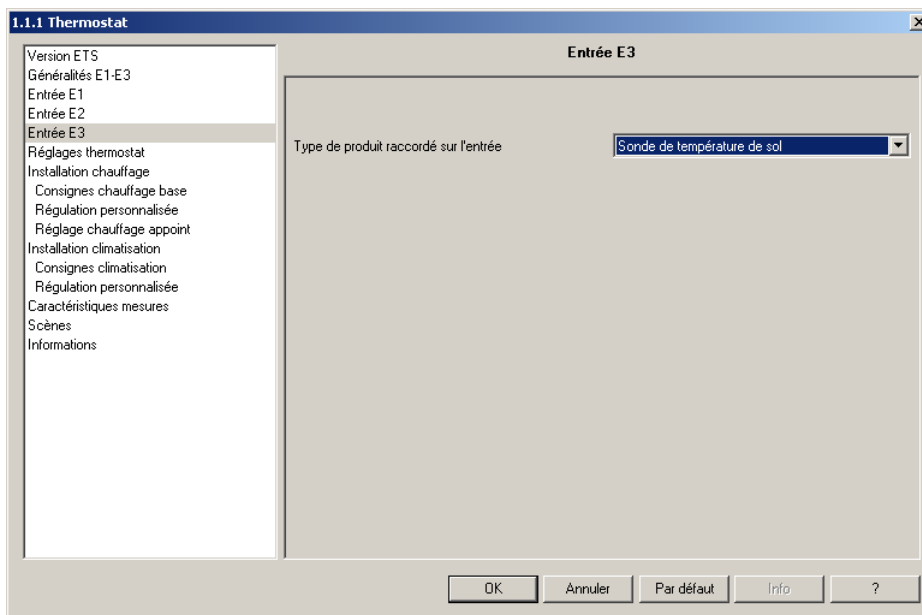 1.1.1 Thermostat
Version ETS
Généralités E1-E3
Entrée E1
Entrée E2
Entrée E3
Réglages thermostat
Installation chauffage
Consignes chauffage base
Régulation personnalisée
Réglage chauffage appoint
Installation climatisation
Consignes climatisation
Régulation personnalisée
Caractéristiques mesures
Scènes
Informations
Entrée E3
Type de produit raccordé sur l'entrée
Sonde de température de sol
OK
Annuler
Par défaut
Info
?